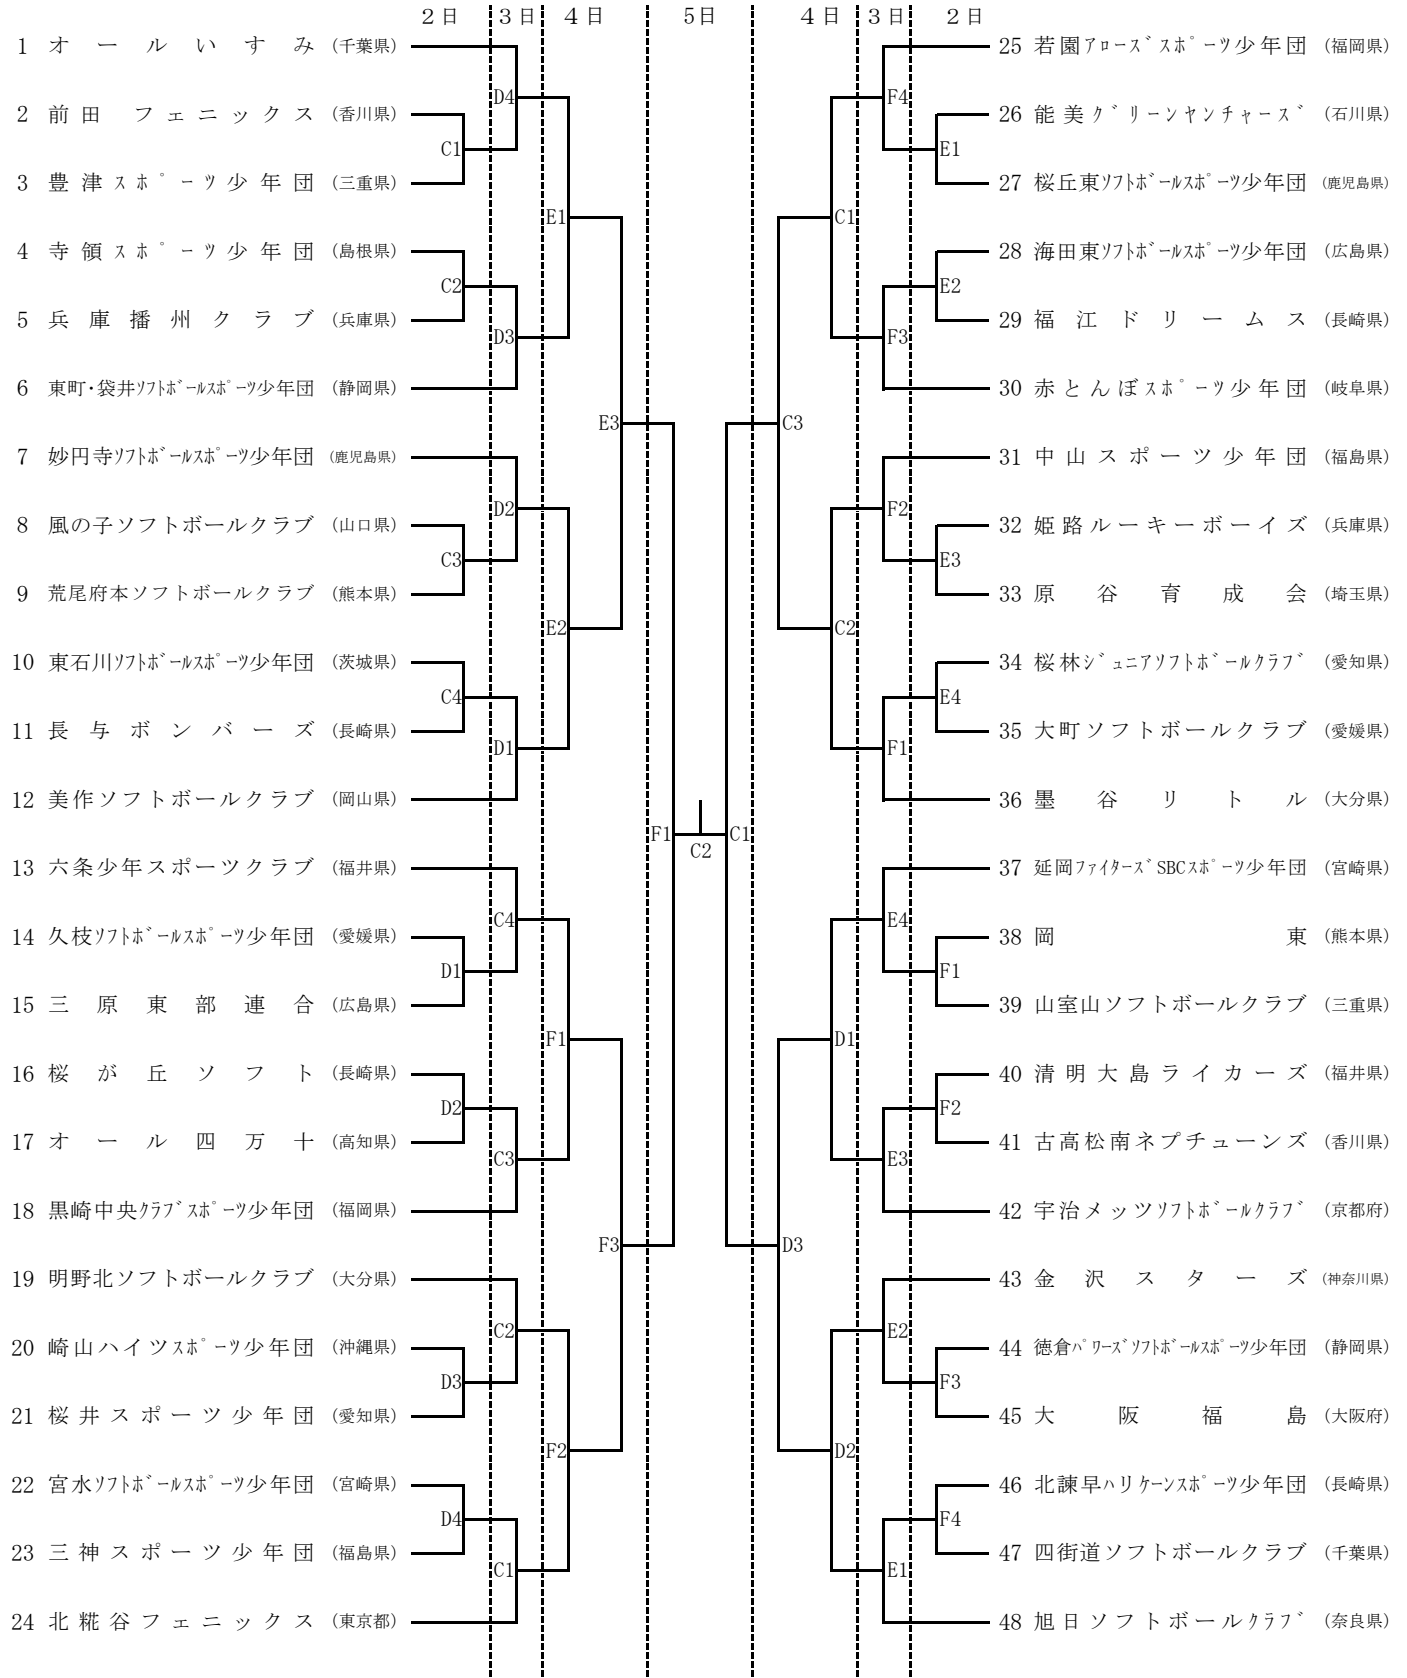 ２日 ３日 ４日 5日 ４日 ３日 ２日
1 オールいすみ (千葉県)
2 前田 フェニックス (香川県)
3 豊津スポーツ少年団 (三重県)
4 寺領スポーツ少年団 (島根県)
5 兵庫播州クラブ (兵庫県)
6 東町・袋井ソフトボールスポーツ少年団 (静岡県)
7 妙円寺ソフトボールスポーツ少年団 (鹿児島県)
8 風の子ソフトボールクラブ (山口県)
9 荒尾府本ソフトボールクラブ (熊本県)
10 東石川ソフトボールスポーツ少年団 (茨城県)
11 長与ボンバーズ (長崎県)
12 美作ソフトボールクラブ (岡山県)
13 六条少年スポーツクラブ (福井県)
14 久枝ソフトボールスポーツ少年団 (愛媛県)
15 三原東部連合 (広島県)
16 桜が丘ソフト (長崎県)
17 オール四万十 (高知県)
18 黒崎中央クラブスポーツ少年団 (福岡県)
19 明野北ソフトボールクラブ (大分県)
20 崎山ハイツスポーツ少年団 (沖縄県)
21 桜井スポーツ少年団 (愛知県)
22 宮水ソフトボールスポーツ少年団 (宮崎県)
23 三神スポーツ少年団 (福島県)
24 北糀谷フェニックス (東京都)
C1
C2
C3
C4
D1
D2
D3
D4
D4
D3
D2
D1
C4
C3
C2
C1
E1
E2
F1
F2
E3
F3
F1
C2
C1
C3
D3
C1
C2
D1
D2
F4
F3
F2
F1
E4
E3
E2
E1
E1
E2
E3
E4
F1
F2
F3
F4
25 若園アローズスポーツ少年団 (福岡県)
26 能美グリーンヤンチャーズ (石川県)
27 桜丘東ソフトボールスポーツ少年団 (鹿児島県)
28 海田東ソフトボールスポーツ少年団 (広島県)
29 福江ドリームス (長崎県)
30 赤とんぼスポーツ少年団 (岐阜県)
31 中山スポーツ少年団 (福島県)
32 姫路ルーキーボーイズ (兵庫県)
33 原谷育成会 (埼玉県)
34 桜林ジュニアソフトボールクラブ (愛知県)
35 大町ソフトボールクラブ (愛媛県)
36 墨谷リトル (大分県)
37 延岡ファイターズSBCスポーツ少年団 (宮崎県)
38 岡東 (熊本県)
39 山室山ソフトボールクラブ (三重県)
40 清明大島ライカーズ (福井県)
41 古高松南ネプチューンズ (香川県)
42 宇治メッツソフトボールクラブ (京都府)
43 金沢スターズ (神奈川県)
44 徳倉パワーズソフトボールスポーツ少年団 (静岡県)
45 大阪福島 (大阪府)
46 北諫早ハリケーンスポーツ少年団 (長崎県)
47 四街道ソフトボールクラブ (千葉県)
48 旭日ソフトボールクラブ (奈良県)